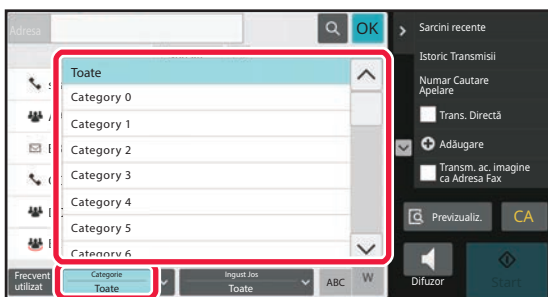 Adresa
OK
Toate
Category 0
Category 1
Category 2
Category 3
Category 4
Category 5
Category 6
Frecvent
utilizat
Categorie
Toate
Ingust Jos
Toate
ABC
W
Sarcini recente
Istoric Transmisii
Numar Cautare
Apelare
Trans. Directă
Adăugare
Transm. ac. imagine
ca Adresa Fax
Previzualiz.
CA
Difuzor
Start